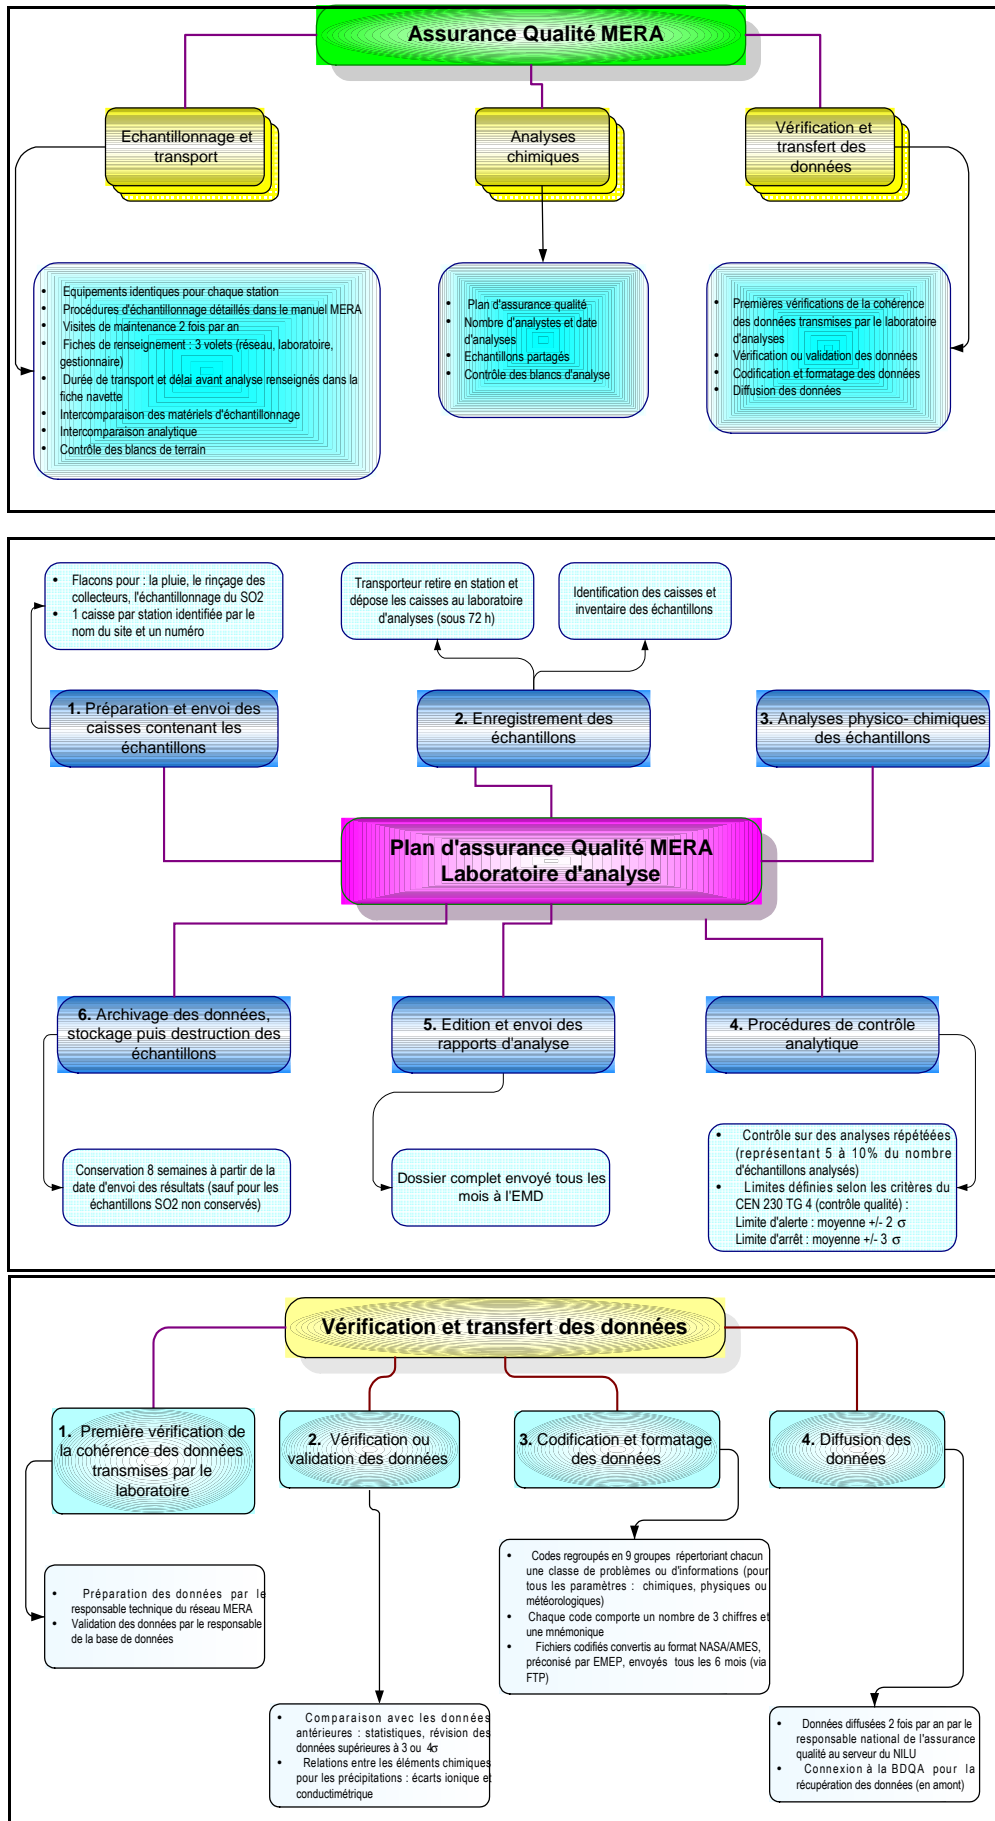 Assurance Qualité MERA
Echantillonnage et
transport
Analyses
chimiques
Vérification et
transfert des
données
• Equipements identiques pour chaque station
• Procédures d'échantillonnage détaillés dans le manuel MERA
• Visites de maintenance 2 fois par an
• Fiches de renseignement : 3 volets (réseau, laboratoire,
gestionnaire)
• Durée de transport et délai avant analyse renseignés dans la
fiche navette
• Intercomparaison des matériels d'échantillonnage
• Intercomparaison analytique
• Contrôle des blancs de terrain
• Plan d'assurance qualité
• Nombre d'analystes et date
d'analyses
• Echantillons partagés
• Contrôle des blancs d'analyse
• Premières vérifications de la cohérence
des données transmises par le laboratoire
d'analyses
• Vérification ou validation des données
• Codification et formatage des données
• Diffusion des données
• Flacons pour : la pluie, le rinçage des
collecteurs, l'échantillonnage du SO2
• 1 caisse par station identifiée par le
nom du site et un numéro
Transporteur retire en station et
dépose les caisses au laboratoire
d'analyses (sous 72 h)
Identification des caisses et
inventaire des échantillons
1. Préparation et envoi des
caisses contenant les
échantillons
2. Enregistrement des
échantillons
3. Analyses physico- chimiques
des échantillons
Plan d'assurance Qualité MERA
Laboratoire d'analyse
6. Archivage des données,
stockage puis destruction des
échantillons
5. Edition et envoi des
rapports d'analyse
4. Procédures de contrôle
analytique
Conservation 8 semaines à partir de la
date d'envoi des résultats (sauf pour les
échantillons SO2 non conservés)
Dossier complet envoyé tous les
mois à l'EMD
• Contrôle sur des analyses répétéées
(représentant 5 à 10% du nombre
d'échantillons analysés)
• Limites définies selon les critères du
CEN 230 TG 4 (contrôle qualité) :
Limite d'alerte : moyenne +/- 2 σ
Limite d'arrêt : moyenne +/- 3 σ
Vérification et transfert des données
1. Première vérification de
la cohérence des données
transmises par le
laboratoire
2. Vérification ou
validation des données
3. Codification et formatage
des données
4. Diffusion des
données
• Préparation des données par le
responsable technique du réseau MERA
• Validation des données par le responsable
de la base de données
• Codes regroupés en 9 groupes répertoriant chacun
une classe de problèmes ou d'informations (pour
tous les paramètres : chimiques, physiques ou
météorologiques)
• Chaque code comporte un nombre de 3 chiffres et
une mnémonique
• Fichiers codifiés convertis au format NASA/AMES,
préconisé par EMEP, envoyés tous les 6 mois (via
FTP)
• Comparaison avec les données
antérieures : statistiques, révision des
données supérieures à 3 ou 4σ
• Relations entre les éléments chimiques
pour les précipitations : écarts ionique et
conductimétrique
• Données diffusées 2 fois par an par le
responsable national de l'assurance
qualité au serveur du NILU
• Connexion à la BDQA pour la
récupération des données (en amont)